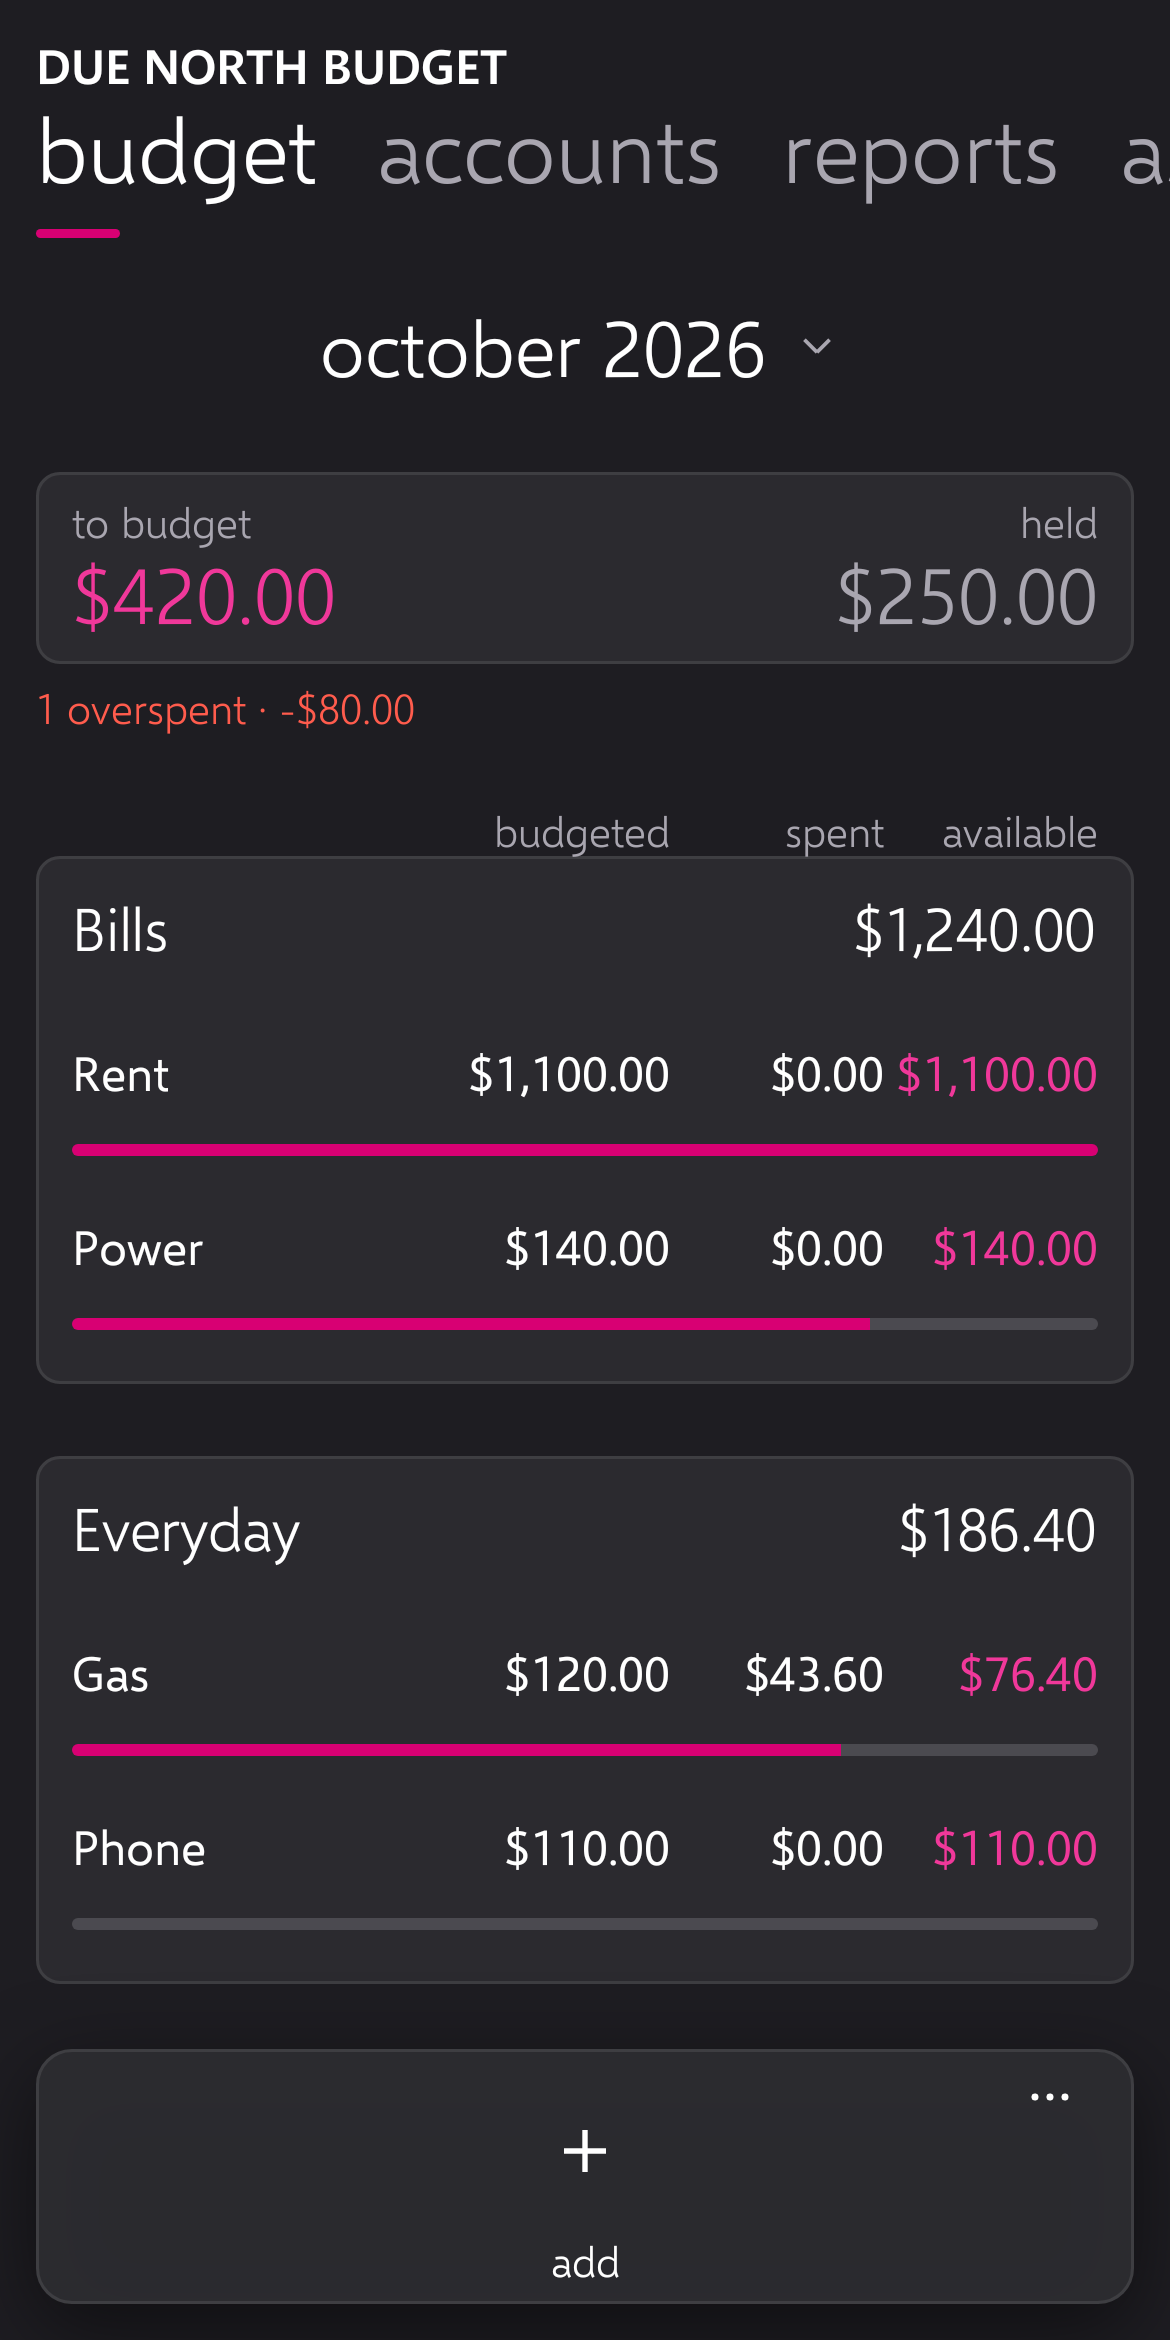 DUE NORTH BUDGET
budget accounts reports
october 2026
to budget held
$420.00 $250.00
1 overspent · -$80.00
budgeted spent available
Bills $1,240.00
Rent $1,100.00 $0.00 $1,100.00
Power $140.00 $0.00 $140.00
Everyday $186.40
Gas $120.00 $43.60 $76.40
Phone $110.00 $0.00 $110.00
add